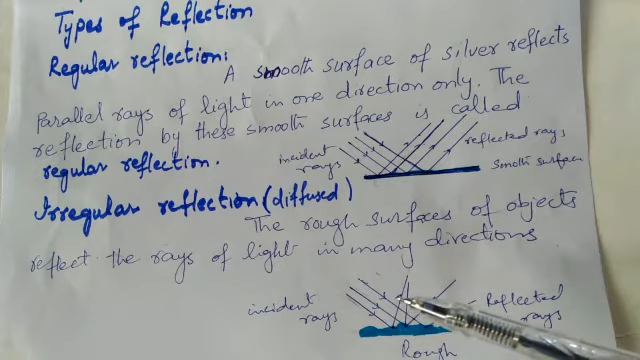 Types of Reflection
Regular reflection:
A smooth surface of silver reflects
Parallel rays of light in one direction only. The
reflection by these smooth surfaces is called
regular reflection.
incident rays
reflected rays
Smooth surface
Irregular reflection (diffused)
The rough surfaces of objects
reflect the rays of light in many directions
incident rays
Reflected rays
Rough